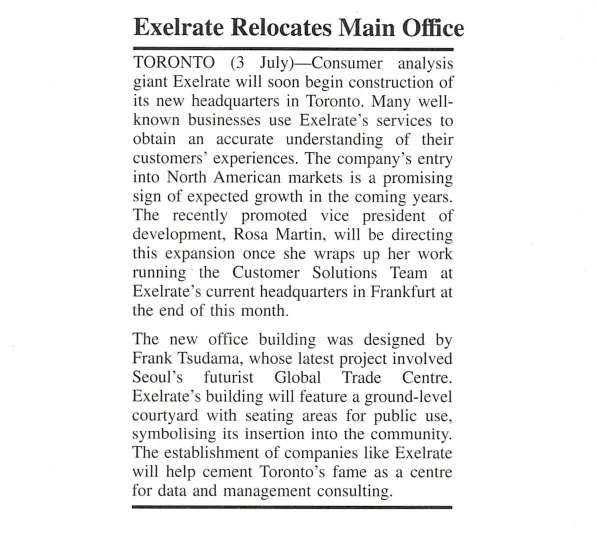 Exelrate Relocates Main Office
TORONTO (3 July)—Consumer analysis
giant Exelrate will soon begin construction of
its new headquarters in Toronto. Many well-
known businesses use Exelrate's services to
obtain an accurate understanding of their
customers' experiences. The company's entry
into North American markets is a promising
sign of expected growth in the coming years.
The recently promoted vice president of
development, Rosa Martin, will be directing
this expansion once she wraps up her work
running the Customer Solutions Team at
Exelrate's current headquarters in Frankfurt at
the end of this month.
The new office building was designed by
Frank Tsudama, whose latest project involved
Seoul's futurist Global Trade Centre.
Exelrate's building will feature a ground-level
courtyard with seating areas for public use,
symbolising its insertion into the community.
The establishment of companies like Exelrate
will help cement Toronto's fame as a centre
for data and management consulting.